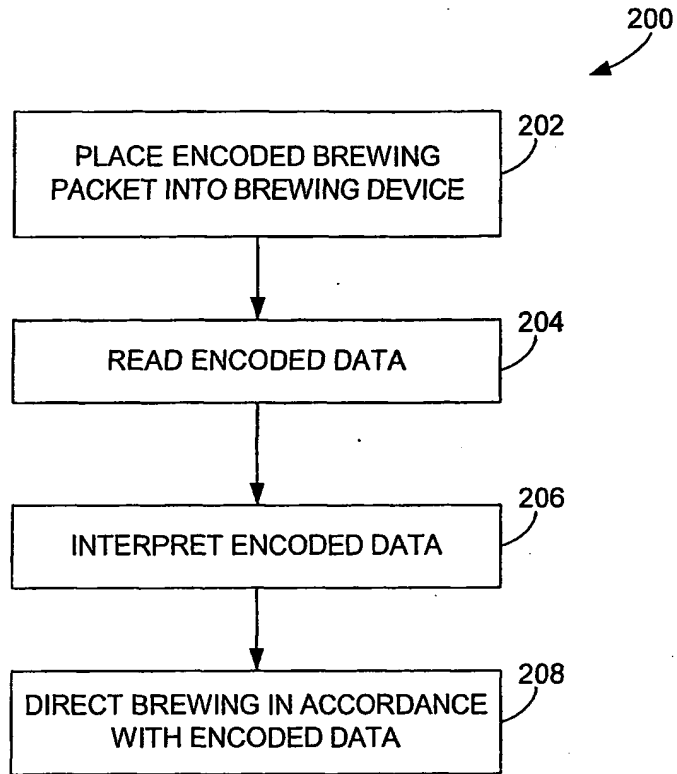 200
202
PLACE ENCODED BREWING
PACKET INTO BREWING DEVICE
204
READ ENCODED DATA
206
INTERPRET ENCODED DATA
208
DIRECT BREWING IN ACCORDANCE
WITH ENCODED DATA